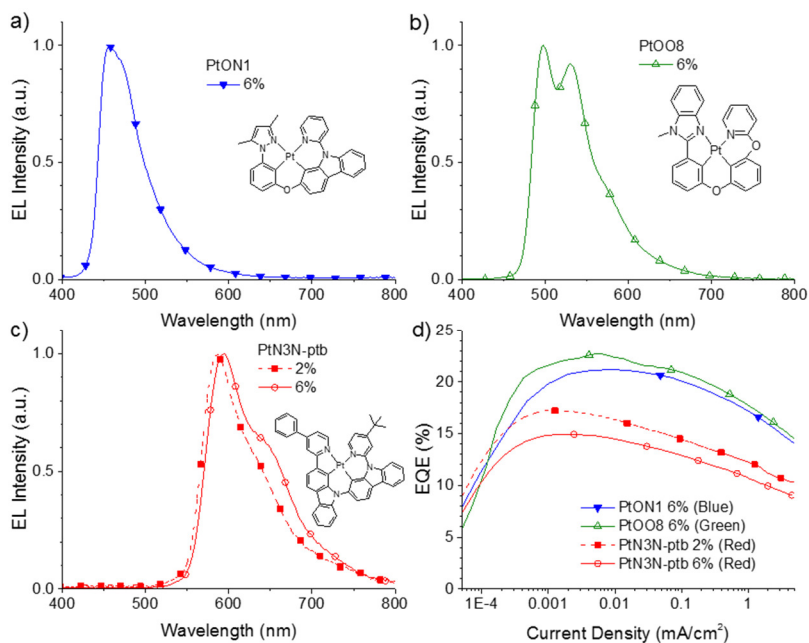 a)
EL Intensity (a.u.)
1.0
0.5
0.0
PtON1
6%
N
N
N
Pt
N
O
400 500 600 700 800
Wavelength (nm)
b)
EL Intensity (a.u.)
1.0
0.5
0.0
PtOO8
6%
N
N
N
O
Pt
O
400 500 600 700 800
Wavelength (nm)
c)
EL Intensity (a.u.)
1.0
0.5
0.0
PtN3N-ptb
2%
6%
N
N
Pt
N
N
400 500 600 700 800
Wavelength (nm)
d)
EQE (%)
25
20
15
10
5
0
PtON1 6% (Blue)
PtOO8 6% (Green)
PtN3N-ptb 2% (Red)
PtN3N-ptb 6% (Red)
1E-4 0.001 0.01 0.1 1
Current Density (mA/cm²)